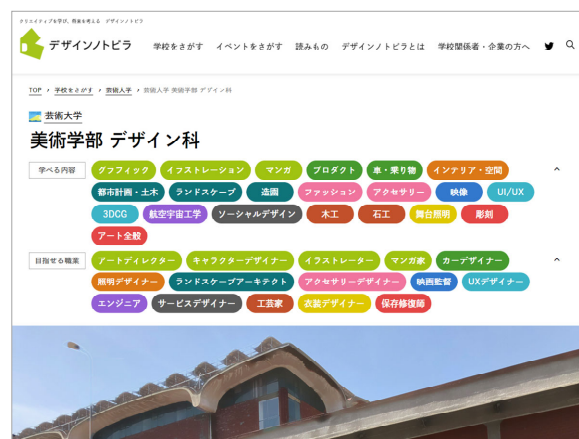 クリエイティブを学び、将来を考える デザインノトビラ
デザインノトビラ 学校をさがす イベントをさがす 読みもの デザインノトビラとは 学校関係者・企業の方へ
TOP › 学校をさがす › 芸術大学 › 芸術大学 美術学部 デザイン科
芸術大学
美術学部 デザイン科
学べる内容 グラフィック イラストレーション マンガ プロダクト 車・乗り物 インテリア・空間
都市計画・土木 ランドスケープ 造園 ファッション アクセサリー 映像 UI/UX
3DCG 航空宇宙工学 ソーシャルデザイン 木工 石工 舞台照明 彫刻
アート全般
目指せる職業 アートディレクター キャラクターデザイナー イラストレーター マンガ家 カーデザイナー
照明デザイナー ランドスケープアーキテクト アクセサリーデザイナー 映画監督 UXデザイナー
エンジニア サービスデザイナー 工芸家 衣装デザイナー 保存修復師